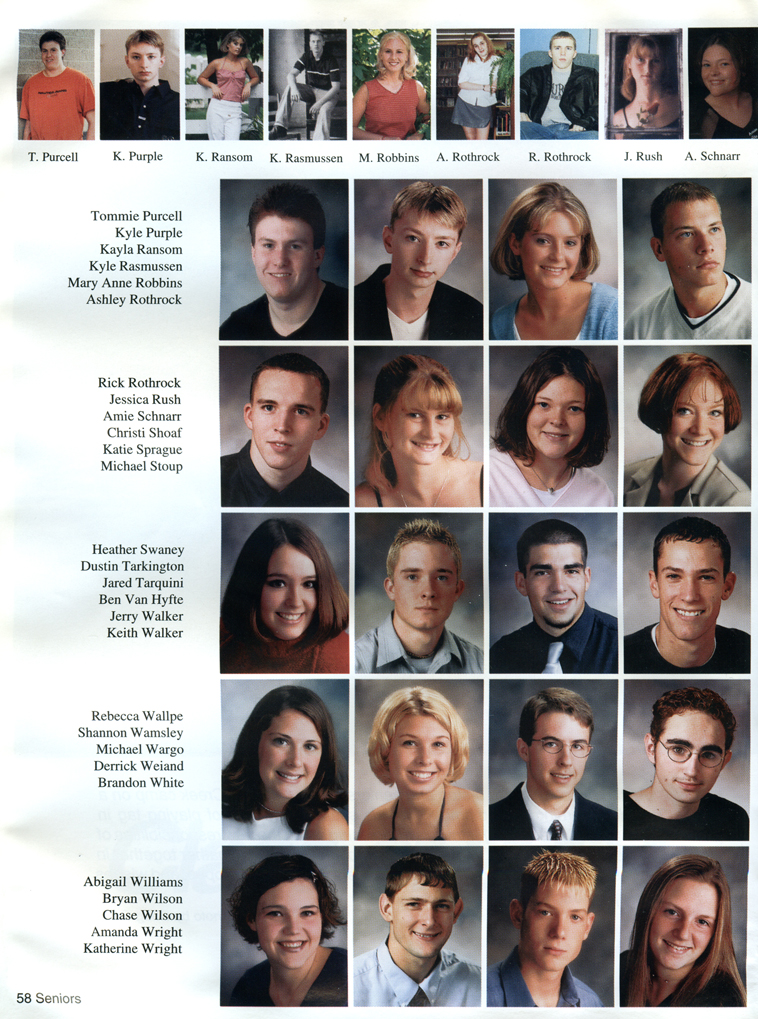 T. Purcell K. Purple K. Ransom K. Rasmussen M. Robbins A. Rothrock R. Rothrock J. Rush A. Schnarr
Tommie Purcell
Kyle Purple
Kayla Ransom
Kyle Rasmussen
Mary Anne Robbins
Ashley Rothrock
Rick Rothrock
Jessica Rush
Amie Schnarr
Christi Shoaf
Katie Sprague
Michael Stoup
Heather Swaney
Dustin Tarkington
Jared Tarquini
Ben Van Hyfte
Jerry Walker
Keith Walker
Rebecca Wallpe
Shannon Wamsley
Michael Wargo
Derrick Weiand
Brandon White
Abigail Williams
Bryan Wilson
Chase Wilson
Amanda Wright
Katherine Wright
58 Seniors